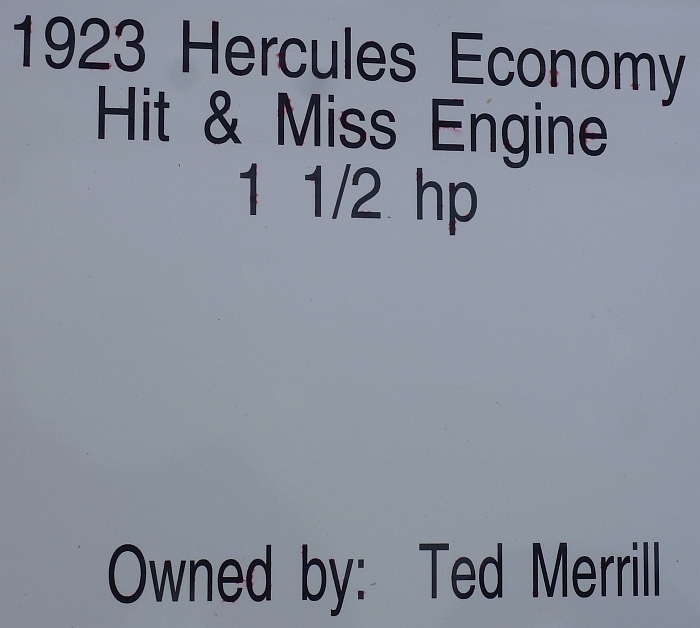 1923 Hercules Economy
Hit & Miss Engine
1 1/2 hp
Owned by: Ted Merrill